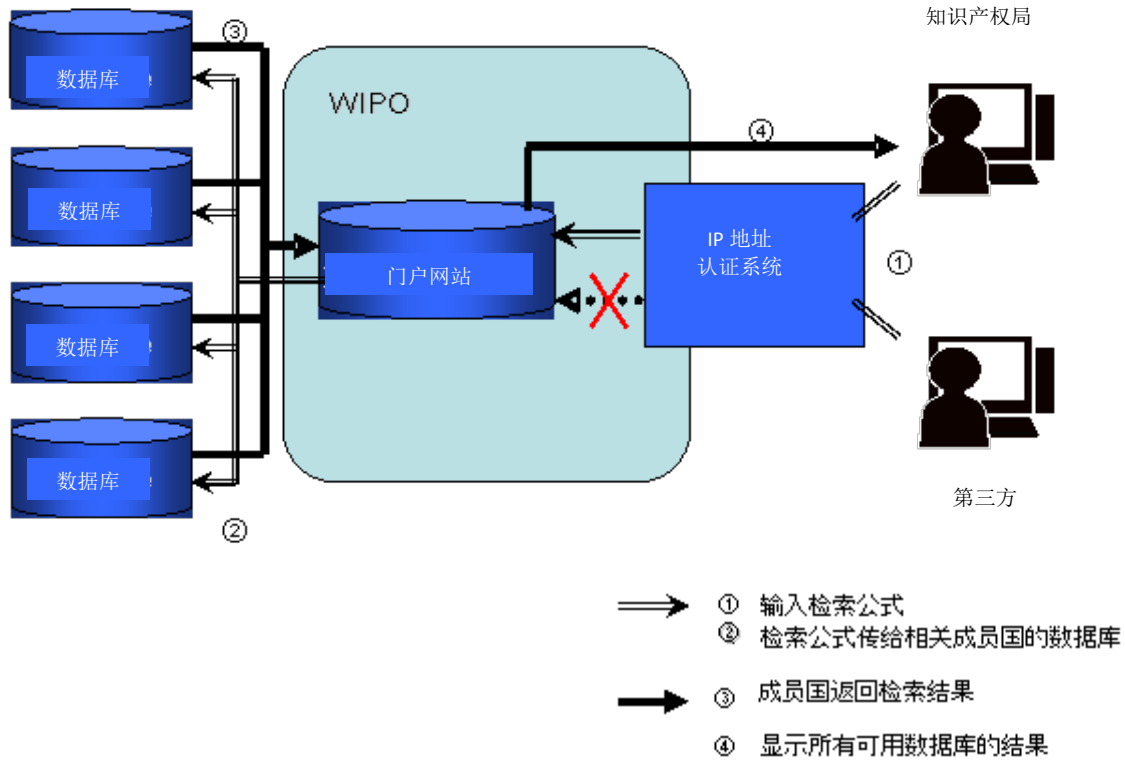 知识产权局
③
数据库
WIPO
④
数据库
IP 地址
认证系统
①
门户网站
数据库
数据库
第三方
②
① 输入检索公式
② 检索公式传给相关成员国的数据库
③ 成员国返回检索结果
④ 显示所有可用数据库的结果